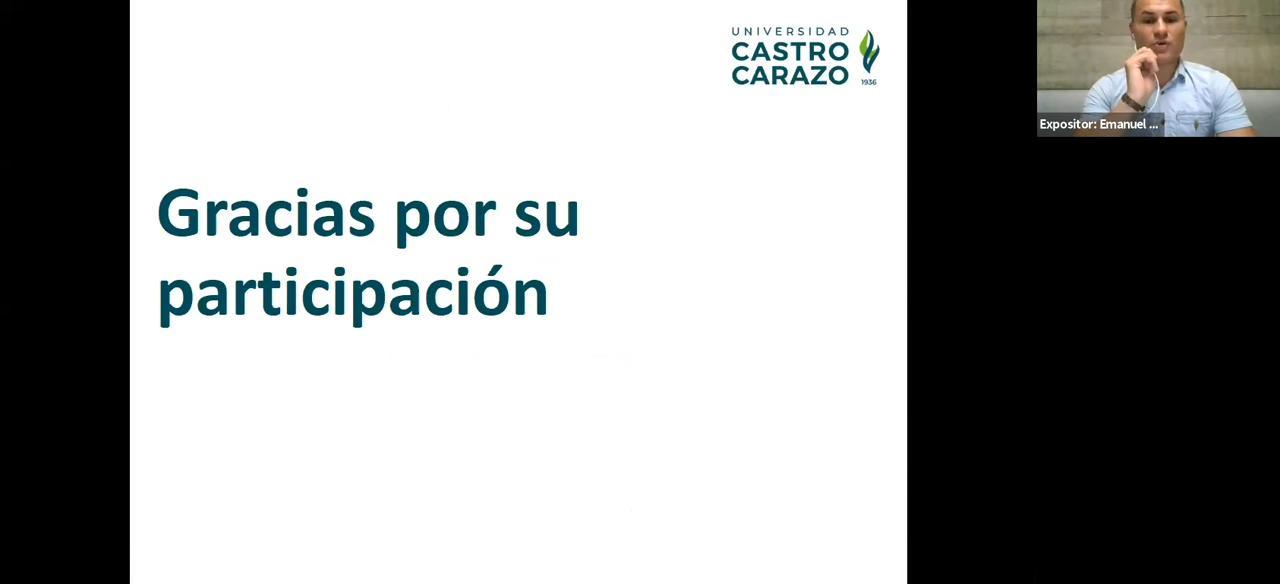 UNIVERSIDAD
CASTRO
CARAZO
1936
Expositor: Emanuel ...
Gracias por su
participación